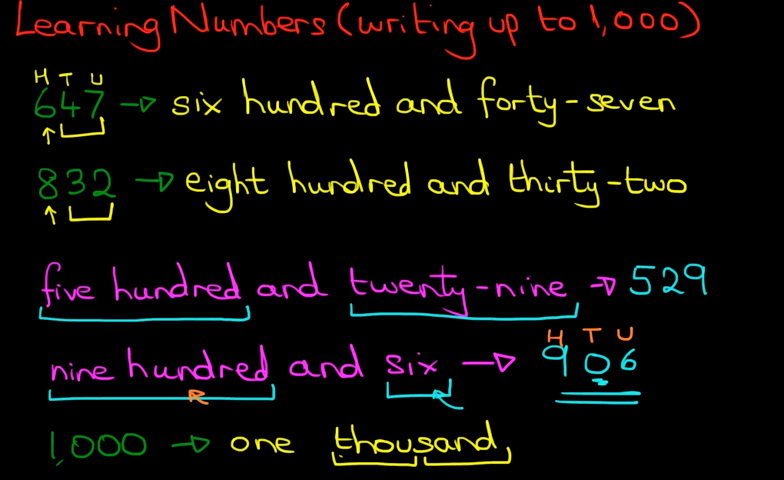 Learning Numbers (writing up to 1,000)
H T U
647 → six hundred and forty-seven
832 → eight hundred and thirty-two
five hundred and twenty-nine → 529
H T U
nine hundred and six → 906
1,000 → one thousand